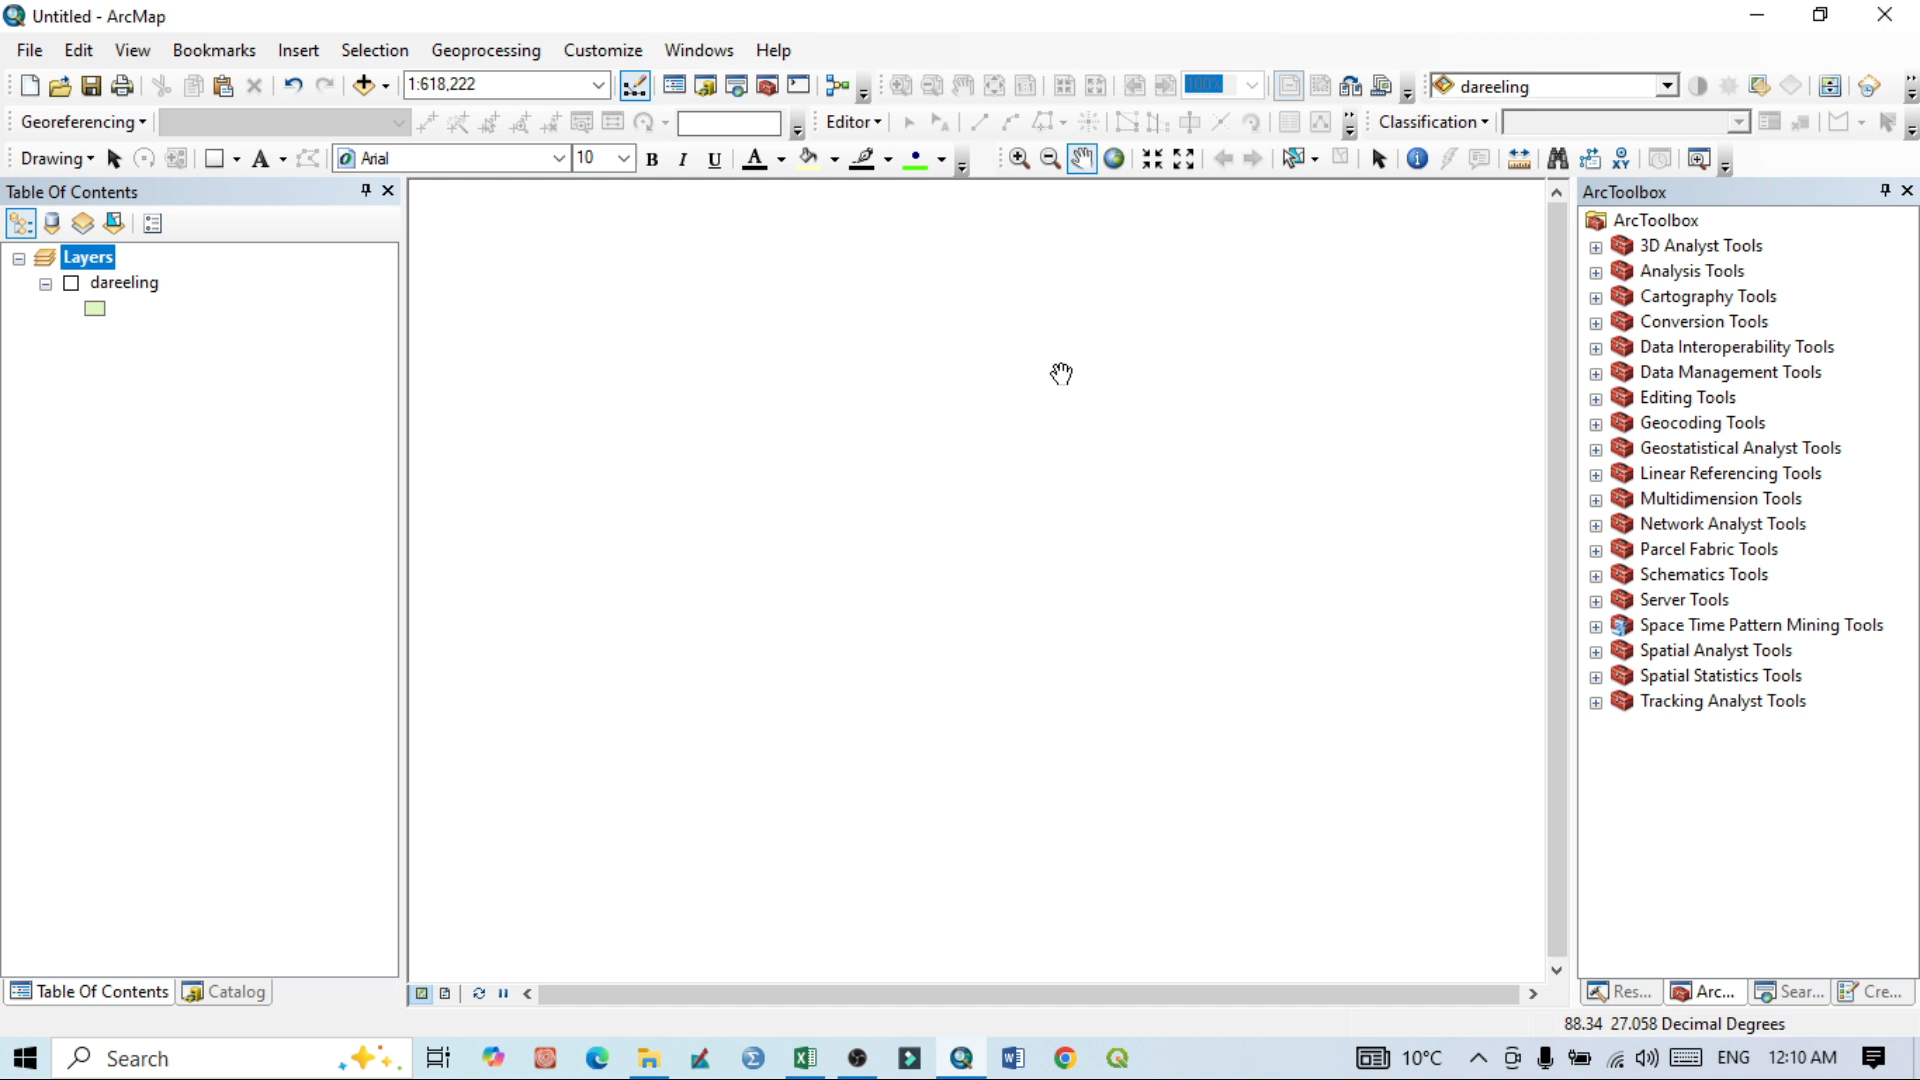 Untitled - ArcMap
File Edit View Bookmarks Insert Selection Geoprocessing Customize Windows Help
1:618,222 100% dareeling
Georeferencing Editor Classification
Drawing A Arial 10 B I U A
Table Of Contents
ArcToolbox
Layers
dareeling
ArcToolbox
3D Analyst Tools
Analysis Tools
Cartography Tools
Conversion Tools
Data Interoperability Tools
Data Management Tools
Editing Tools
Geocoding Tools
Geostatistical Analyst Tools
Linear Referencing Tools
Multidimension Tools
Network Analyst Tools
Parcel Fabric Tools
Schematics Tools
Server Tools
Space Time Pattern Mining Tools
Spatial Analyst Tools
Spatial Statistics Tools
Tracking Analyst Tools
Table Of Contents Catalog
Res... Arc... Sear... Cre...
88.34 27.058 Decimal Degrees
Search 10°C ENG 12:10 AM